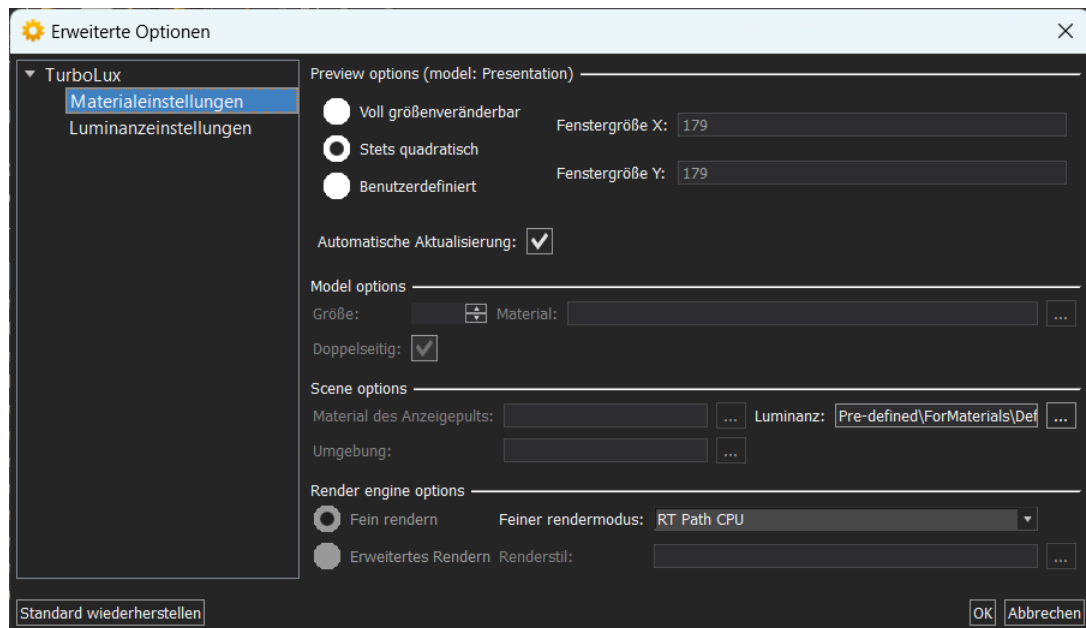 Erweiterte Optionen
TurboLux
Materialeinstellungen
Luminanzeinstellungen
Preview options (model: Presentation)
Voll größenveränderbar
Stets quadratisch
Benutzerdefiniert
Fenstergröße X: 179
Fenstergröße Y: 179
Automatische Aktualisierung:
Model options
Größe: Material: ...
Doppelseitig:
Scene options
Material des Anzeigepults: ... Luminanz: Pre-defined\ForMaterials\Def ...
Umgebung: ...
Render engine options
Fein rendern Feiner rendermodus: RT Path CPU
Erweitertes Rendern Renderstil: ...
Standard wiederherstellen OK Abbrechen